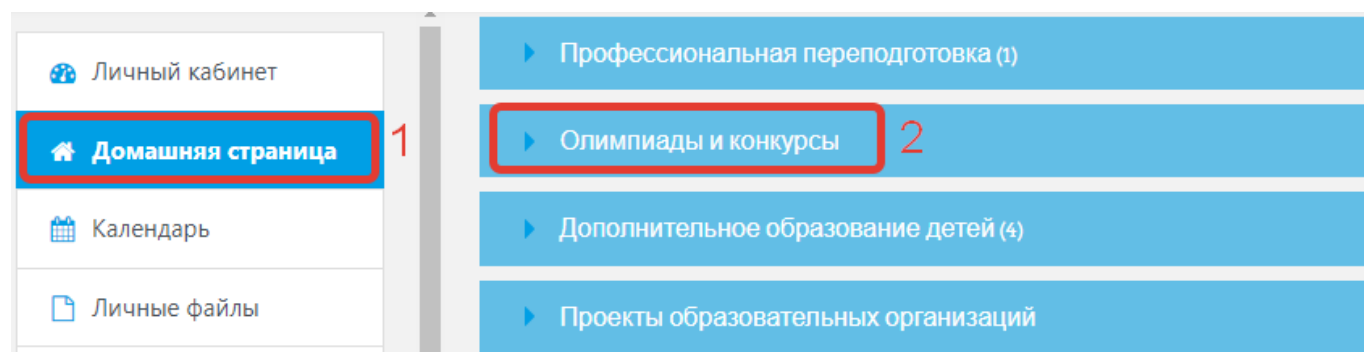 Личный кабинет
Домашняя страница
1
Календарь
Личные файлы
Профессиональная переподготовка (1)
Олимпиады и конкурсы
2
Дополнительное образование детей (4)
Проекты образовательных организаций